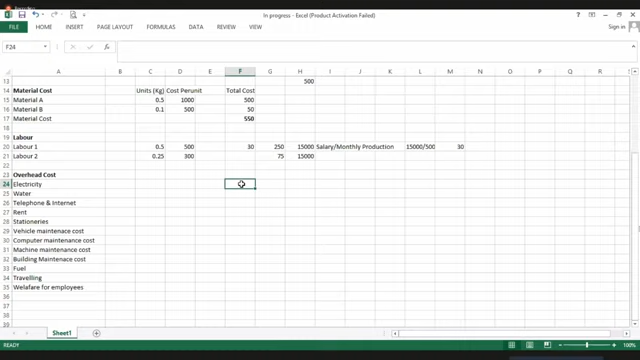 In progress - Excel (Product Activation Failed)
FILE HOME INSERT PAGE LAYOUT FORMULAS DATA REVIEW VIEW Sign in
F24 fx
A B C D E F G H I J K L M N O P Q R
13 500
14 Material Cost Units (Kg) Cost Perunit Total Cost
15 Material A 0.5 1000 500
16 Material B 0.1 500 50
17 Material Cost 550
18
19 Labour
20 Labour 1 0.5 500 30 250 15000 Salary/Monthly Production 15000/500 30
21 Labour 2 0.25 300 75 15000
22
23 Overhead Cost
24 Electricity
25 Water
26 Telephone & Internet
27 Rent
28 Stationeries
29 Vehicle maintenace cost
30 Computer maintenance cost
31 Machine maintenance cost
32 Building Maintenace cost
33 Fuel
34 Travelling
35 Welafare for employees
36
37
38
Sheet1
READY 100%